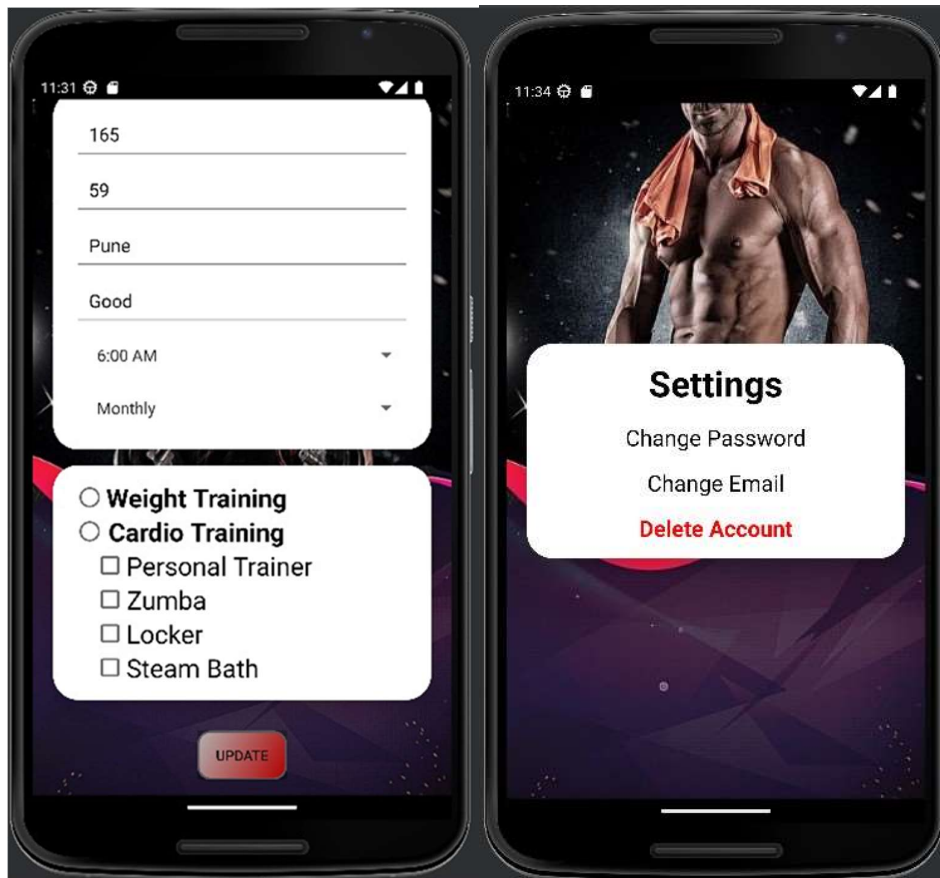 11:31
165
59
Pune
Good
6:00 AM
Monthly
Weight Training
Cardio Training
Personal Trainer
Zumba
Locker
Steam Bath
UPDATE
11:34
Settings
Change Password
Change Email
Delete Account